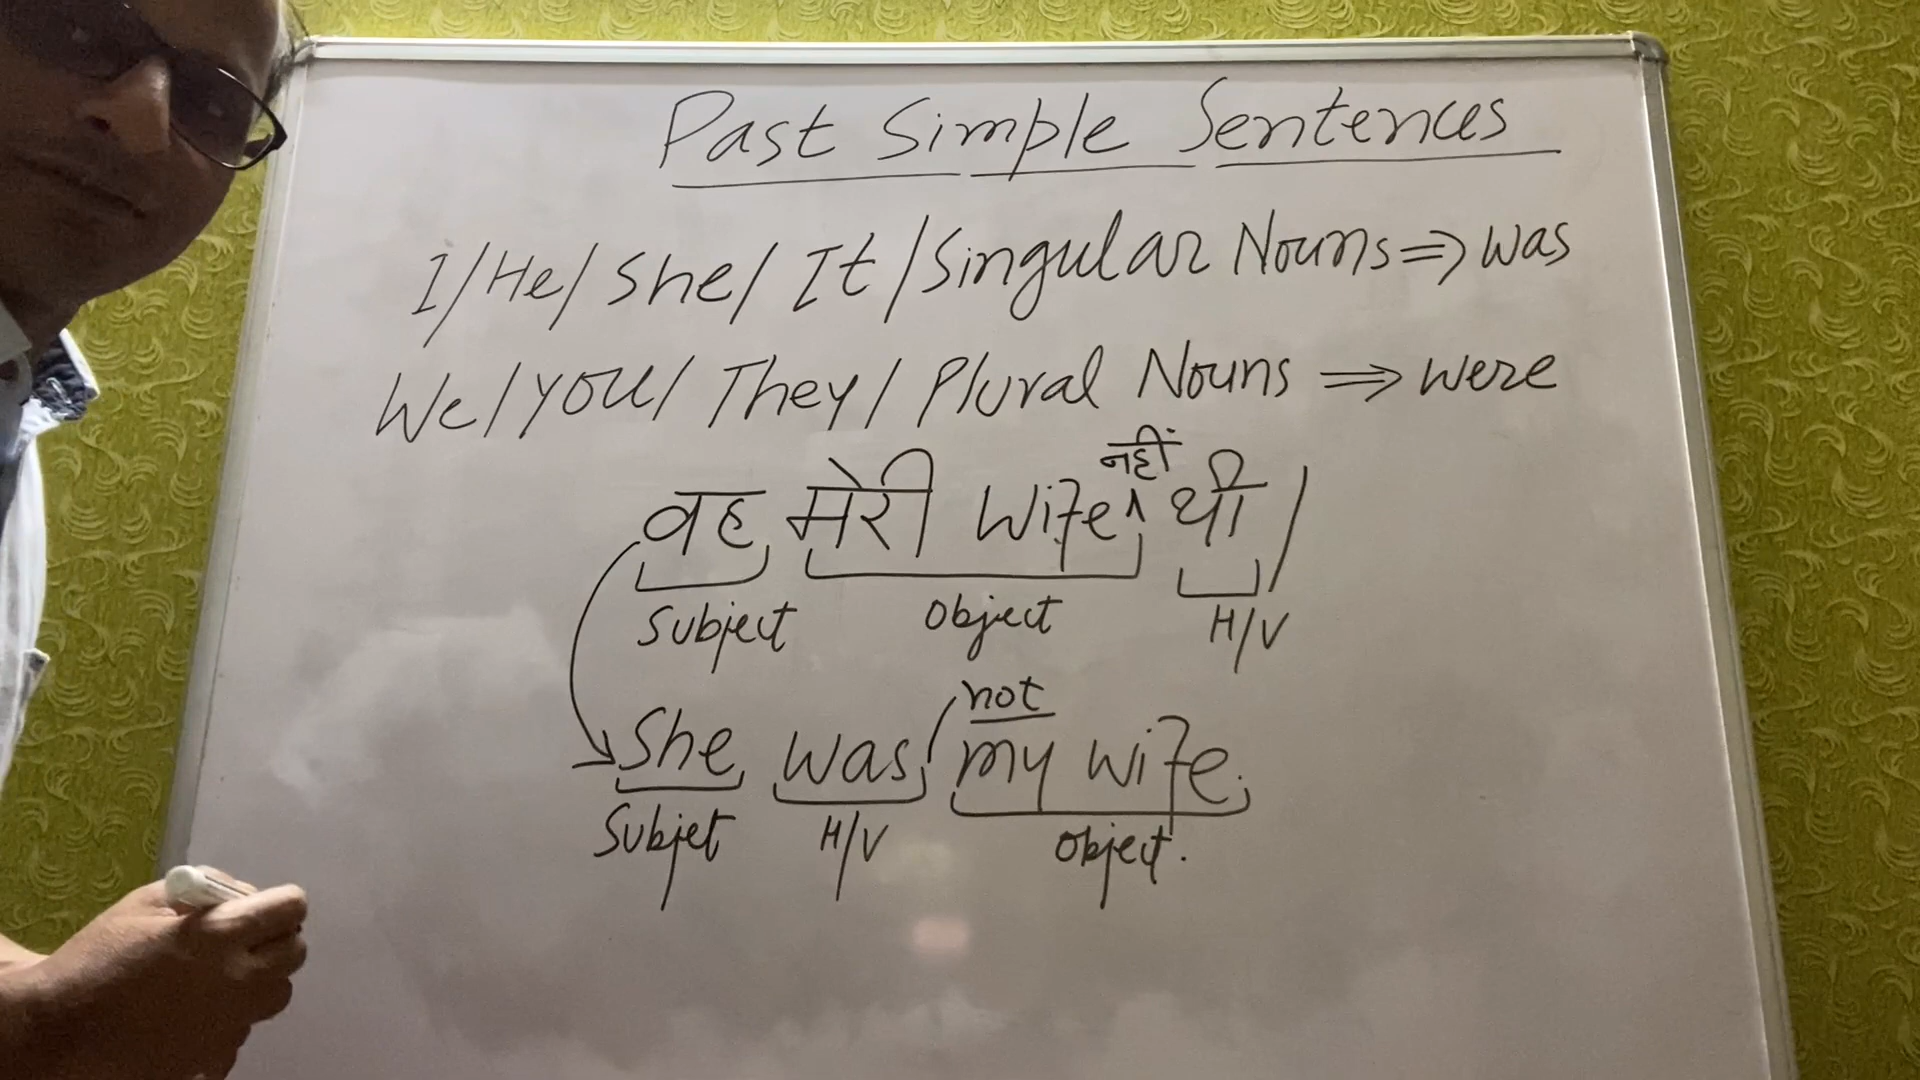 Past Simple Sentences
I/He/She/It/Singular Nouns⇒was
We/you/They/Plural Nouns⇒were
नहीं
वह मेरी wife ^ थी/
Subject Object H/V
not
She was my wife.
Subjet H/V Object.